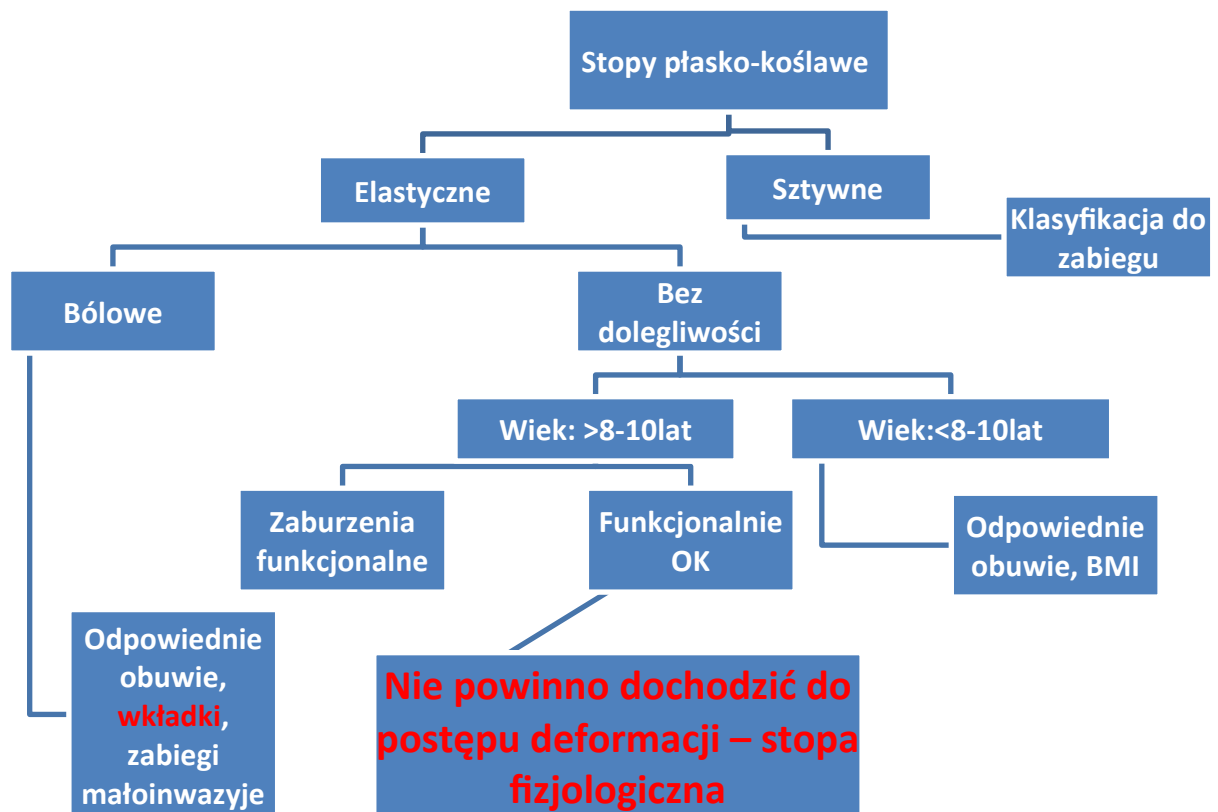 Stopy płasko-koślawe
Elastyczne
Sztywne
Klasyfikacja do
zabiegu
Bólowe
Bez
dolegliwości
Wiek: >8-10lat
Wiek:<8-10lat
Zaburzenia
funkcjonalne
Funkcjonalnie
OK
Odpowiednie
obuwie, BMI
Odpowiednie
obuwie,
wkładki,
zabiegi
małoinwazyje
Nie powinno dochodzić do
postępu deformacji – stopa
fizjologiczna